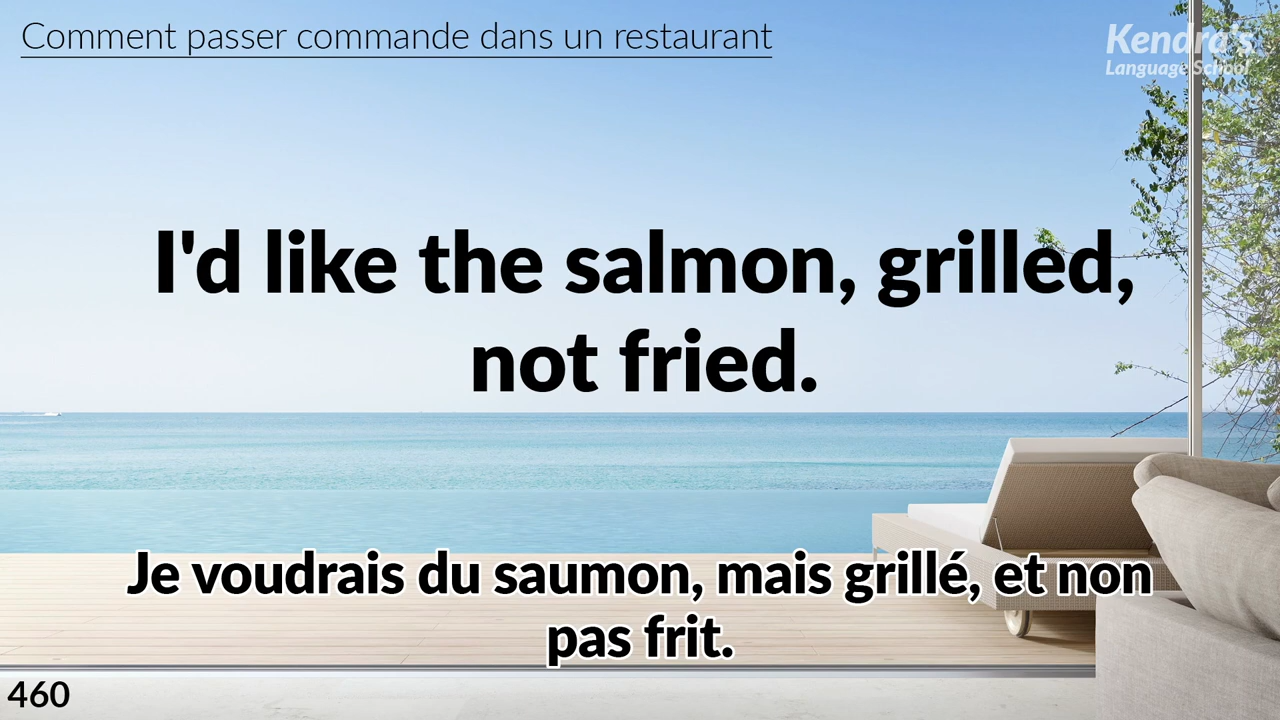 Comment passer commande dans un restaurant
Kendra's
Language School
I'd like the salmon, grilled,
not fried.
Je voudrais du saumon, mais grillé, et non
pas frit.
460